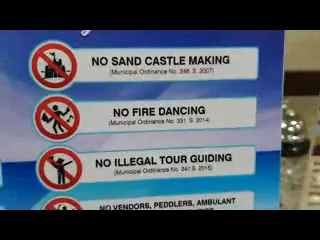 NO SAND CASTLE MAKING
(Municipal Ordinance No. 346 S. 2007)
NO FIRE DANCING
(Municipal Ordinance No. 331, S. 2014)
NO ILLEGAL TOUR GUIDING
(Municipal Ordinance No. 341 S. 2015)
NO VENDORS, PEDDLERS, AMBULANT